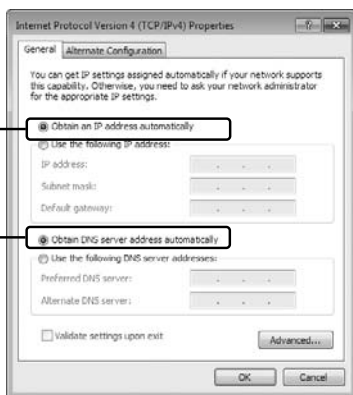 Internet Protocol Version 4 (TCP/IPv4) Properties
General Alternate Configuration
You can get IP settings assigned automatically if your network supports
this capability. Otherwise, you need to ask your network administrator
for the appropriate IP settings.
Obtain an IP address automatically
Use the following IP address:
IP address:
Subnet mask:
Default gateway:
Obtain DNS server address automatically
Use the following DNS server addresses:
Preferred DNS server:
Alternate DNS server:
Validate settings upon exit
Advanced...
OK Cancel